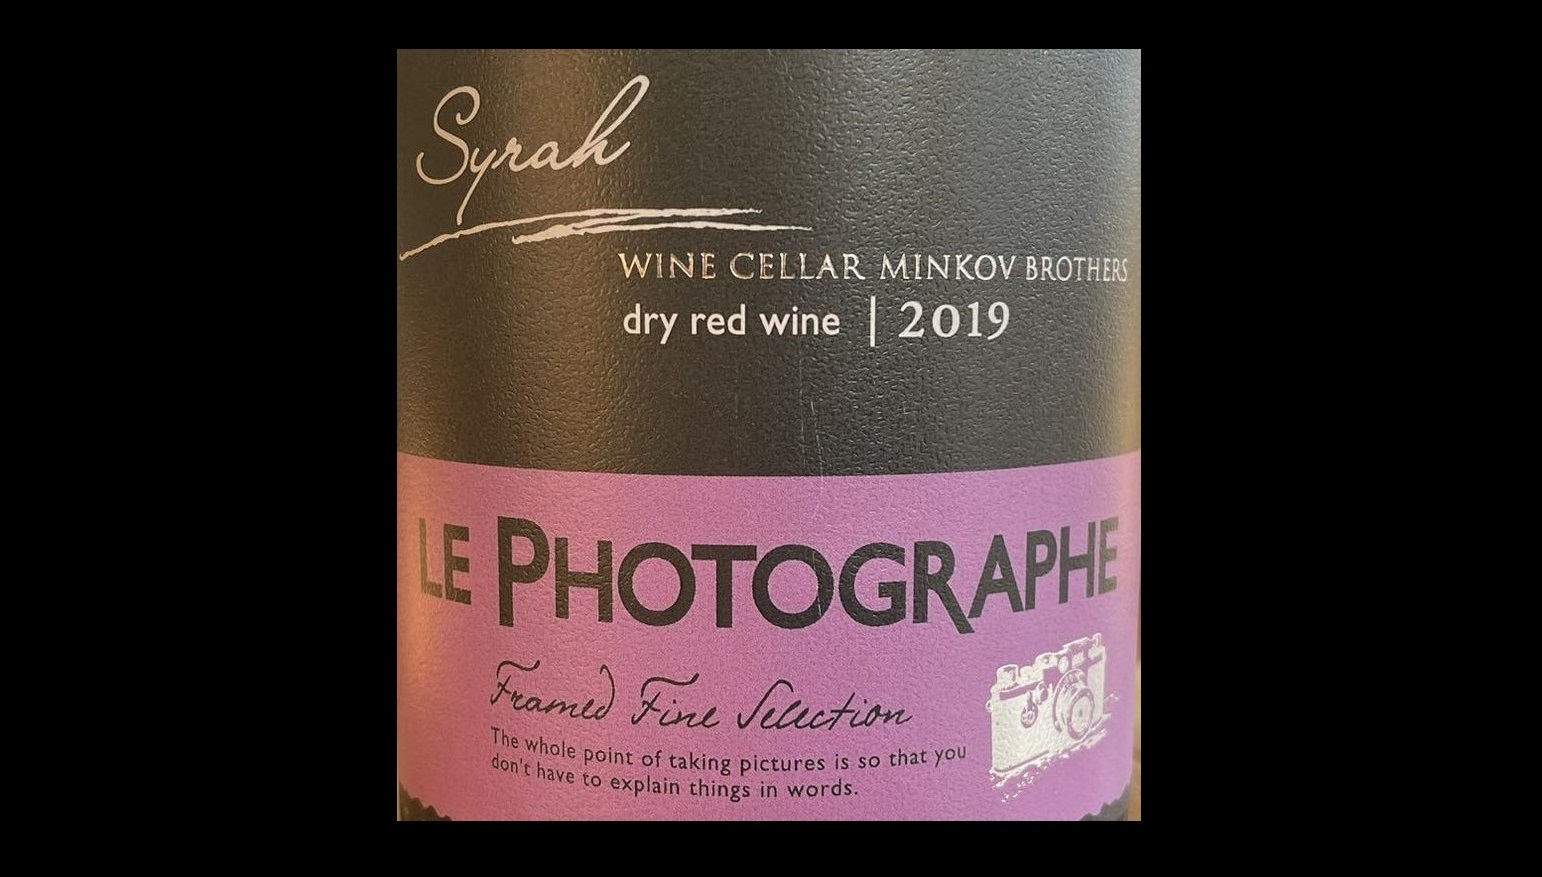 Syrah
WINE CELLAR MINKOV BROTHERS
dry red wine | 2019
LE PHOTOGRAPHE
Framed Fine Selection
The whole point of taking pictures is so that you
don't have to explain things in words.